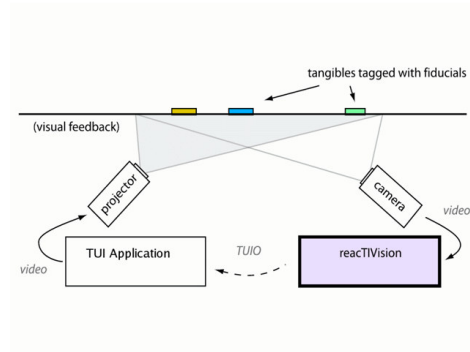 tangibles tagged with fiducials
(visual feedback)
projector
camera
video
TUI Application
TUIO
reacTIVision
video